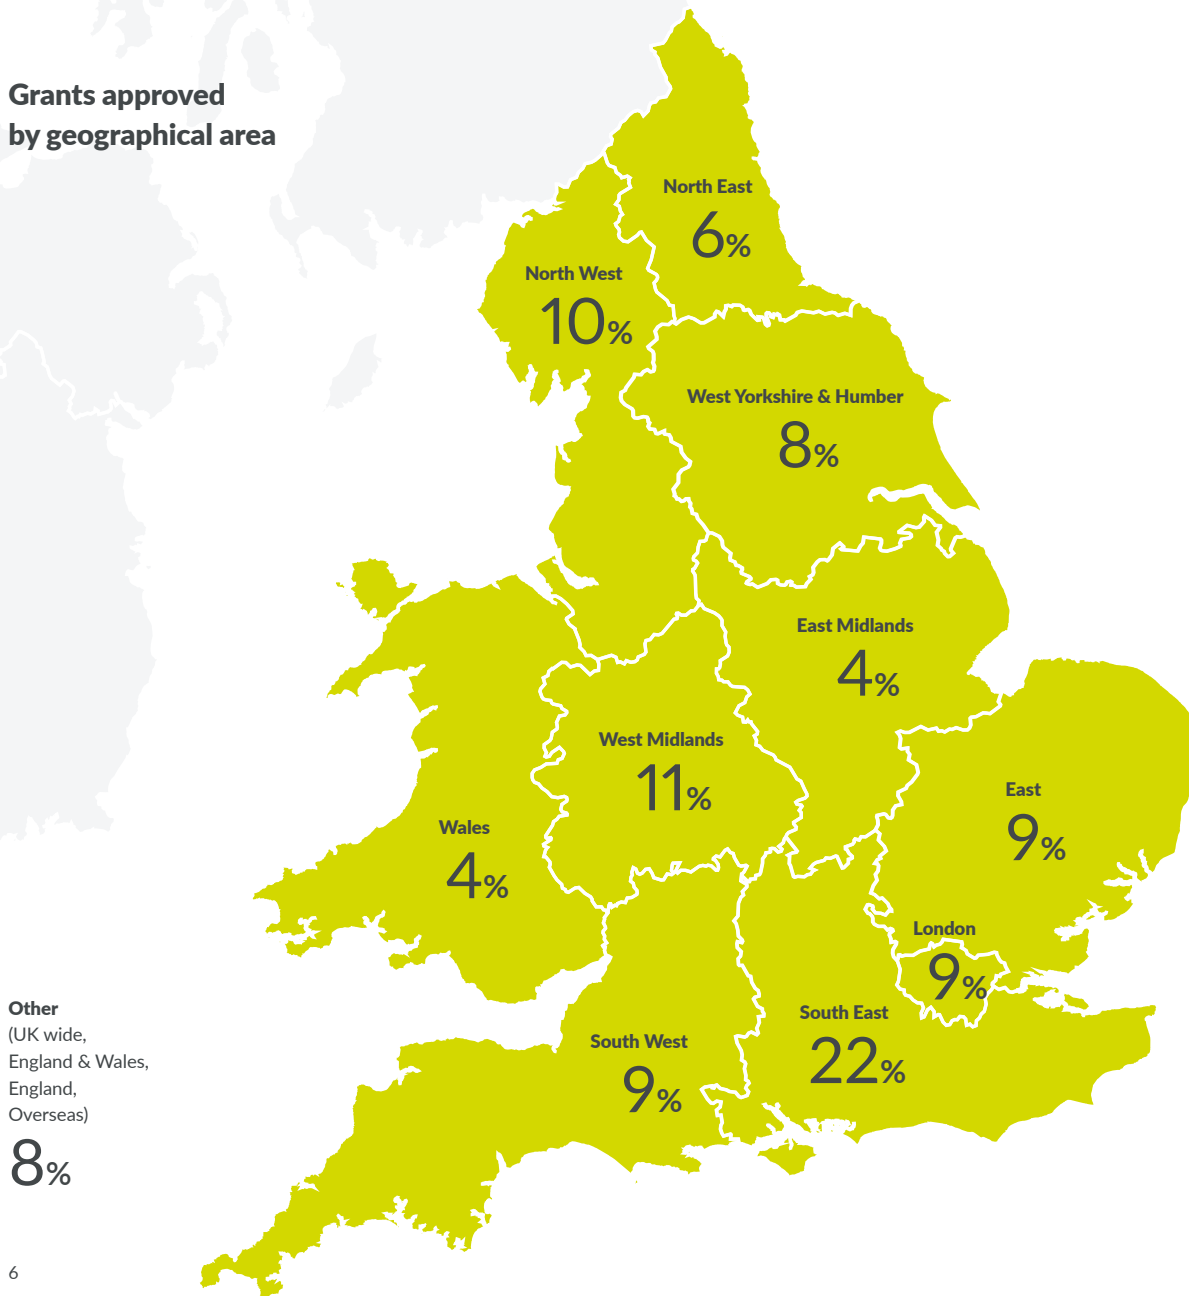 Grants approved
by geographical area
North East
6%
North West
10%
West Yorkshire & Humber
8%
East Midlands
4%
West Midlands
11%
East
9%
Wales
4%
London
9%
South East
22%
South West
9%
Other
(UK wide,
England & Wales,
England,
Overseas)
8%
6